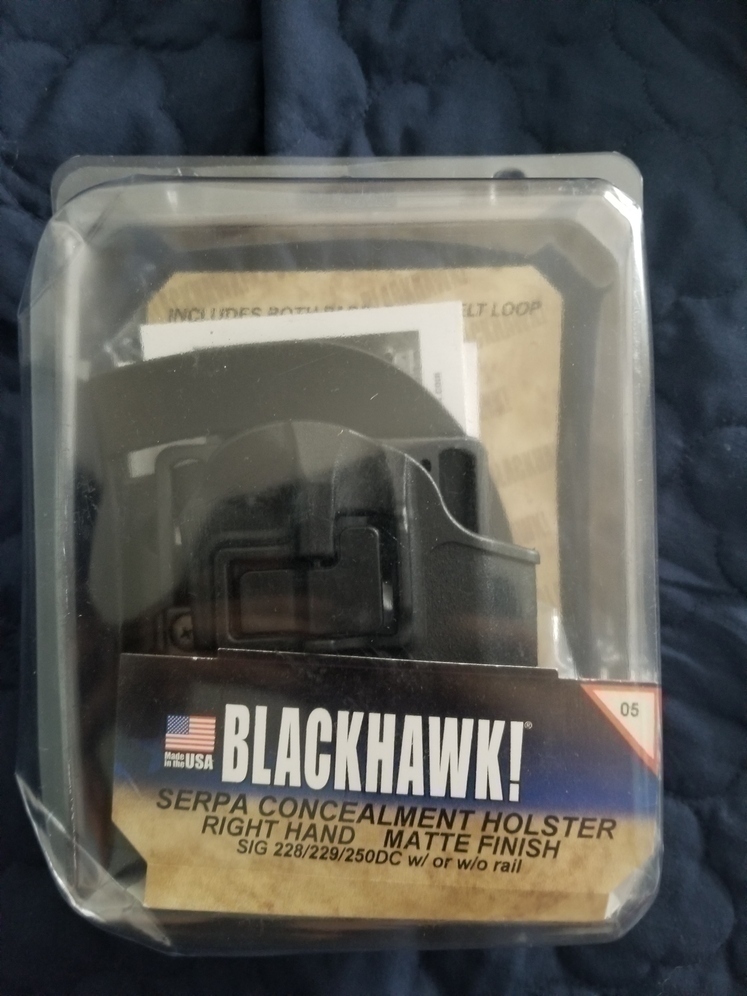 INCLUDES BOTH BELT LOOP
05
Made in the USA
BLACKHAWK!®
SERPA CONCEALMENT HOLSTER
RIGHT HAND MATTE FINISH
SIG 228/229/250DC w/ or w/o rail